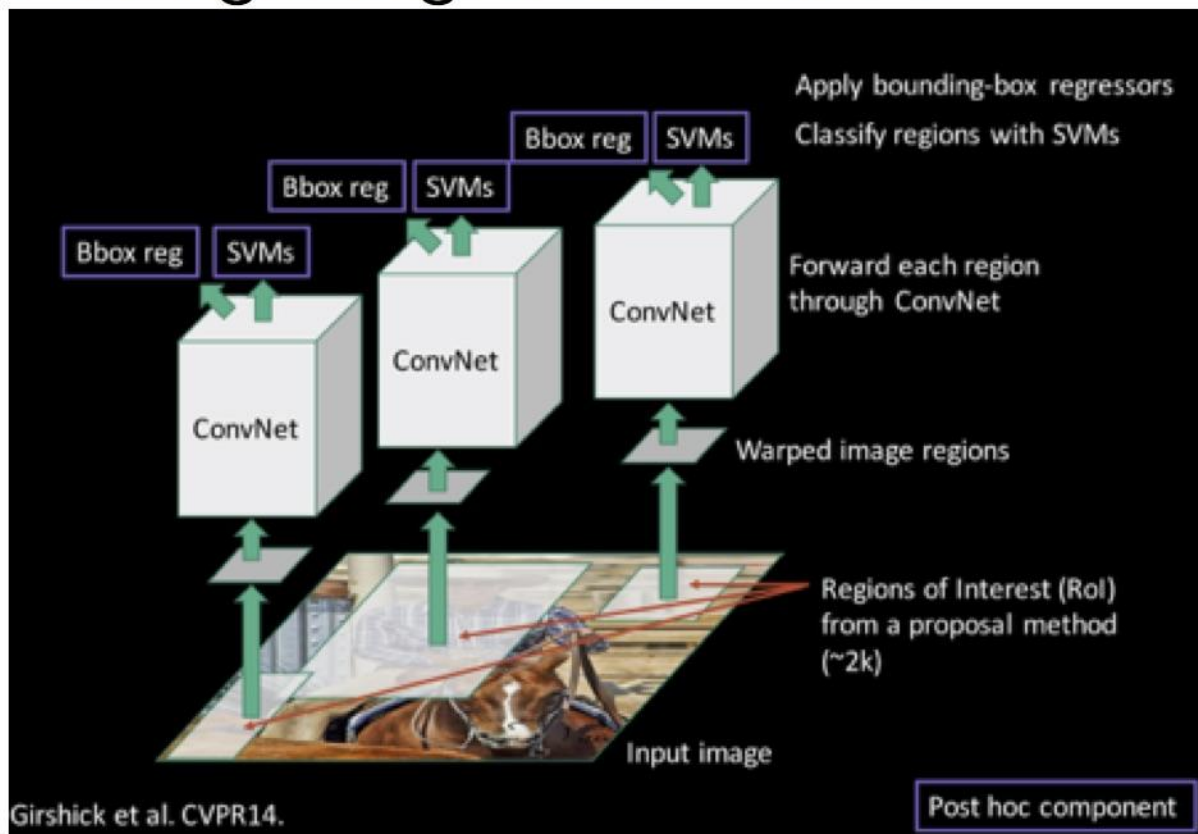 Apply bounding-box regressors
Bbox reg SVMs Classify regions with SVMs
Bbox reg SVMs
Bbox reg SVMs
Forward each region
through ConvNet
ConvNet
ConvNet
ConvNet
Warped image regions
Regions of Interest (RoI)
from a proposal method
(~2k)
Input image
Girshick et al. CVPR14.
Post hoc component